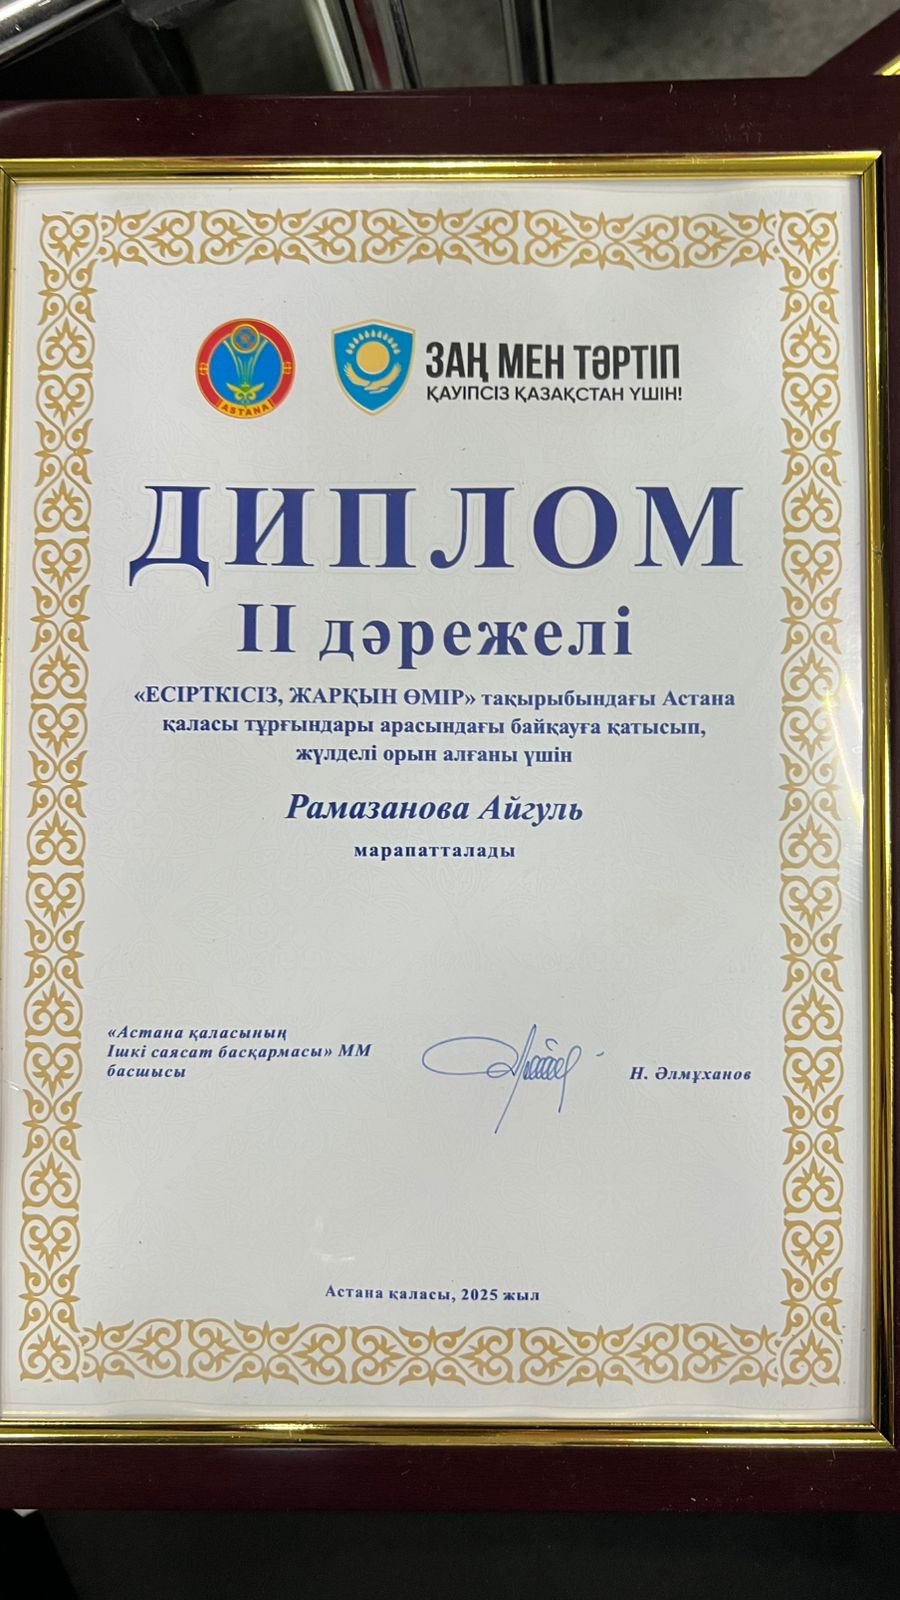 ASTANA
ЗАҢ МЕН ТӘРТІП
ҚАУІПСІЗ ҚАЗАҚСТАН ҮШІН!
ДИПЛОМ
II дәрежелі
«ЕСІРТКІСІЗ, ЖАРҚЫН ӨМІР» тақырыбындағы Астана
қаласы тұрғындары арасындағы байқауға қатысып,
жүлделі орын алғаны үшін
Рамазанова Айгуль
марапатталады
«Астана қаласының
Ішкі саясат басқармасы» ММ
басшысы
Н. Әлмұханов
Астана қаласы, 2025 жыл